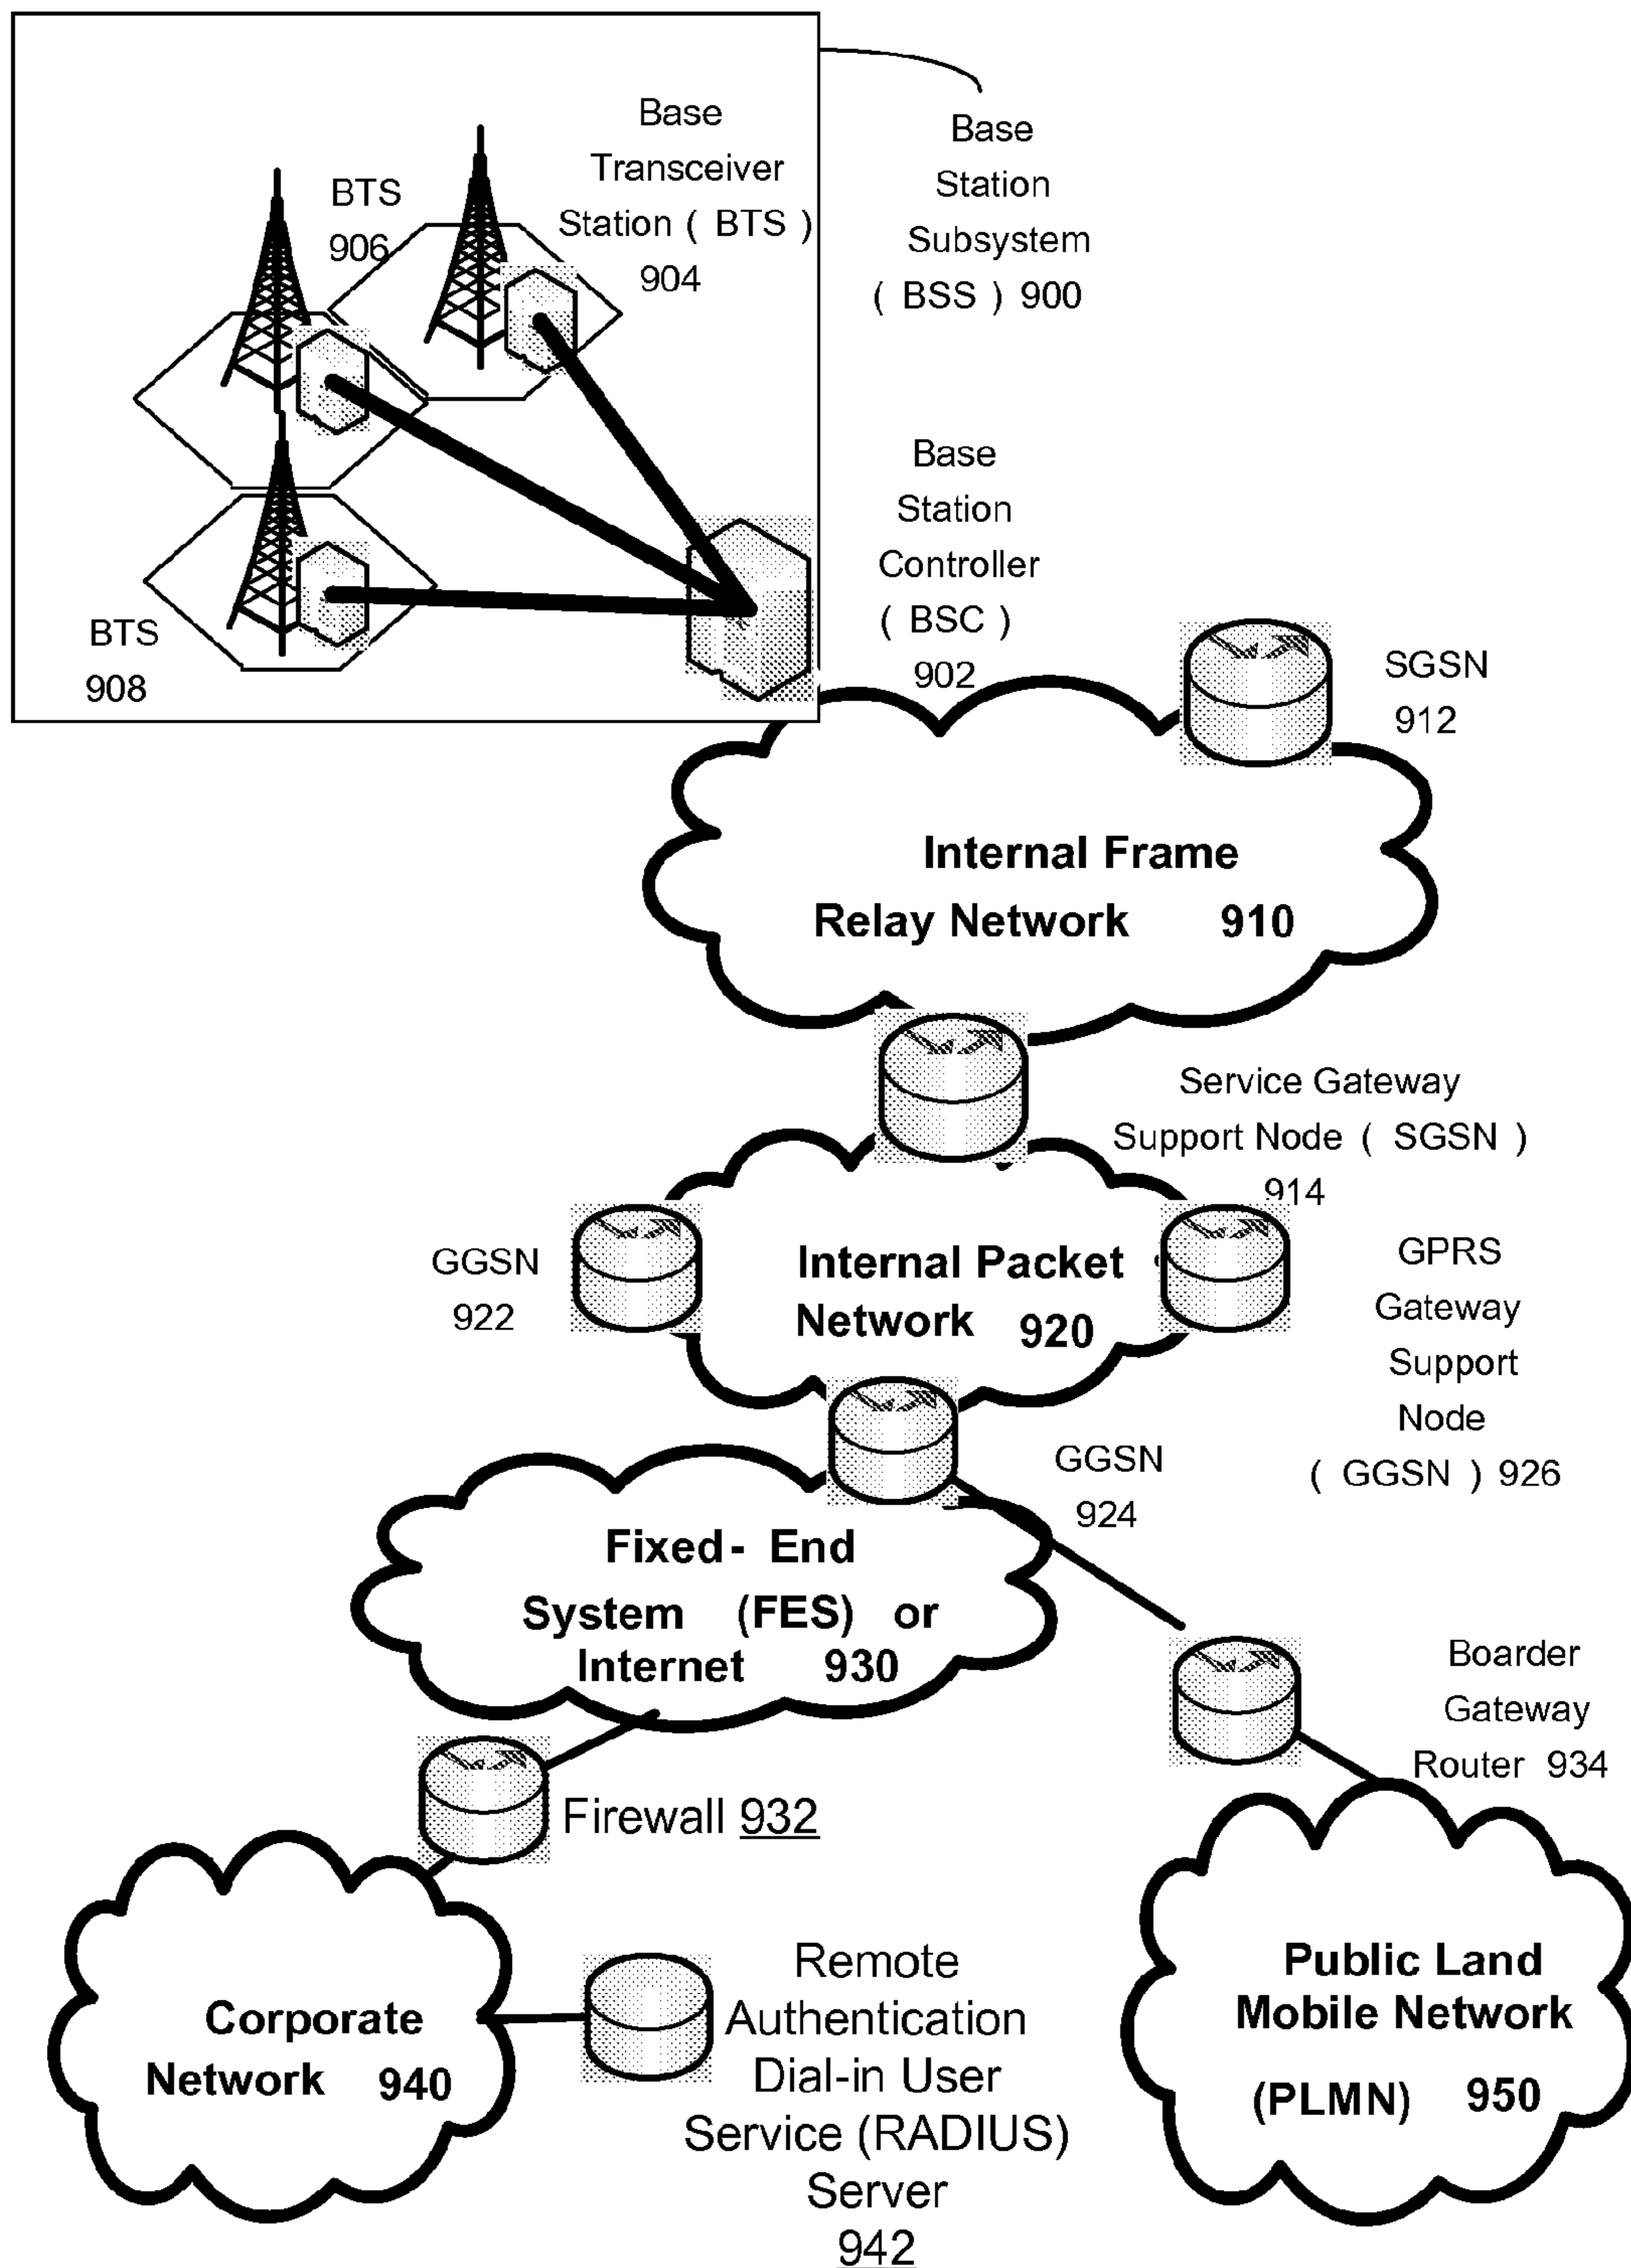 Base
Transceiver
Station ( BTS )
904
BTS
906
BTS
908
Base
Station
Subsystem
( BSS ) 900
Base
Station
Controller
( BSC )
902
SGSN
912
Internal Frame
Relay Network 910
Service Gateway
Support Node ( SGSN )
914
GGSN
922
Internal Packet
Network 920
GPRS
Gateway
Support
Node
( GGSN ) 926
GGSN
924
Fixed- End
System (FES) or
Internet 930
Boarder
Gateway
Router 934
Firewall 932
Corporate
Network 940
Remote
Authentication
Dial-in User
Service (RADIUS)
Server
942
Public Land
Mobile Network
(PLMN) 950